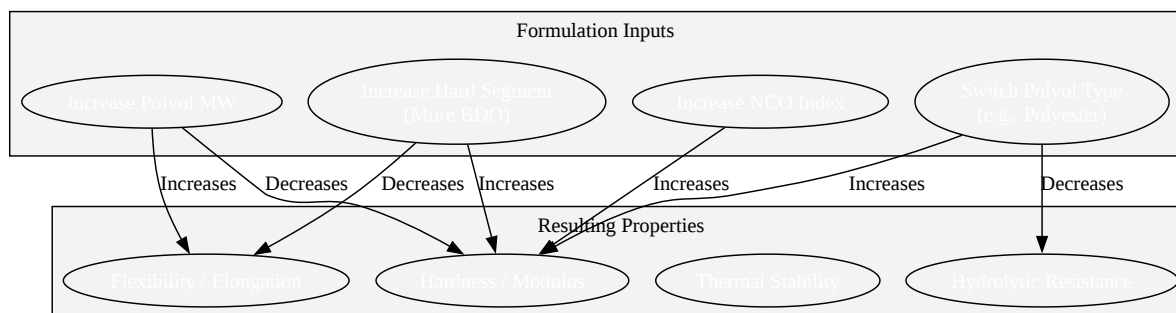 Formulation Inputs
Increase Polyol MW
Increase Hard Segment
(More BDO)
Increase NCO Index
Switch Polyol Type
(e.g., Polyester)
Increases
Decreases
Decreases
Increases
Increases
Increases
Decreases
Resulting Properties
Flexibility / Elongation
Hardness / Modulus
Thermal Stability
Hydrolytic Resistance